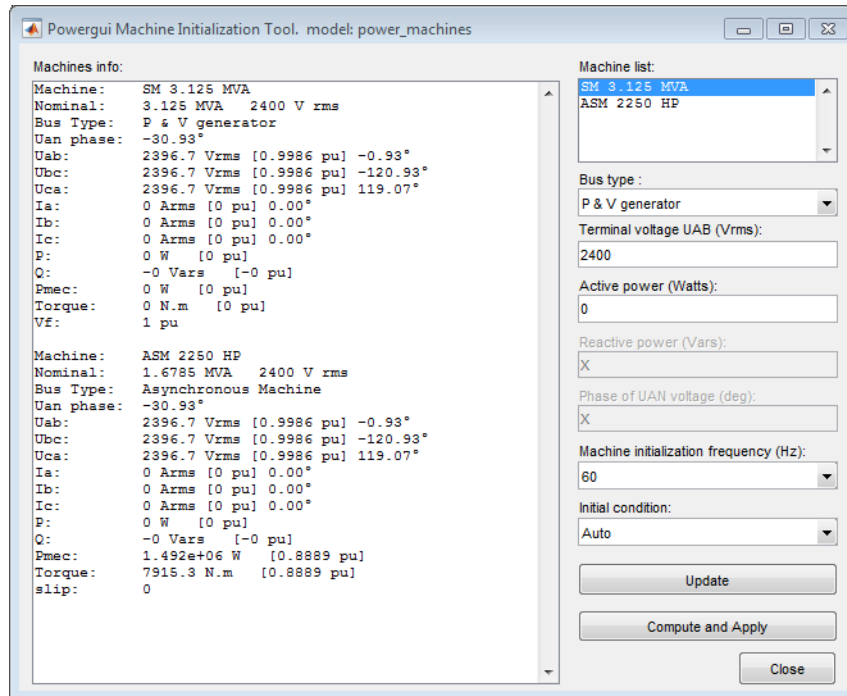 Powergui Machine Initialization Tool. model: power_machines
Machines info:
Machine: SM 3.125 MVA
Nominal: 3.125 MVA 2400 V rms
Bus Type: P & V generator
Uan phase: -30.93°
Uab: 2396.7 Vrms [0.9986 pu] -0.93°
Ubc: 2396.7 Vrms [0.9986 pu] -120.93°
Uca: 2396.7 Vrms [0.9986 pu] 119.07°
Ia: 0 Arms [0 pu] 0.00°
Ib: 0 Arms [0 pu] 0.00°
Ic: 0 Arms [0 pu] 0.00°
P: 0 W [0 pu]
Q: -0 Vars [-0 pu]
Pmec: 0 W [0 pu]
Torque: 0 N.m [0 pu]
Vf: 1 pu
Machine: ASM 2250 HP
Nominal: 1.6785 MVA 2400 V rms
Bus Type: Asynchronous Machine
Uan phase: -30.93°
Uab: 2396.7 Vrms [0.9986 pu] -0.93°
Ubc: 2396.7 Vrms [0.9986 pu] -120.93°
Uca: 2396.7 Vrms [0.9986 pu] 119.07°
Ia: 0 Arms [0 pu] 0.00°
Ib: 0 Arms [0 pu] 0.00°
Ic: 0 Arms [0 pu] 0.00°
P: 0 W [0 pu]
Q: -0 Vars [-0 pu]
Pmec: 1.492e+06 W [0.8889 pu]
Torque: 7915.3 N.m [0.8889 pu]
slip: 0
Machine list:
SM 3.125 MVA
ASM 2250 HP
Bus type :
P & V generator
Terminal voltage UAB (Vrms):
2400
Active power (Watts):
0
Reactive power (Vars):
X
Phase of UAN voltage (deg):
X
Machine initialization frequency (Hz):
60
Initial condition:
Auto
Update
Compute and Apply
Close